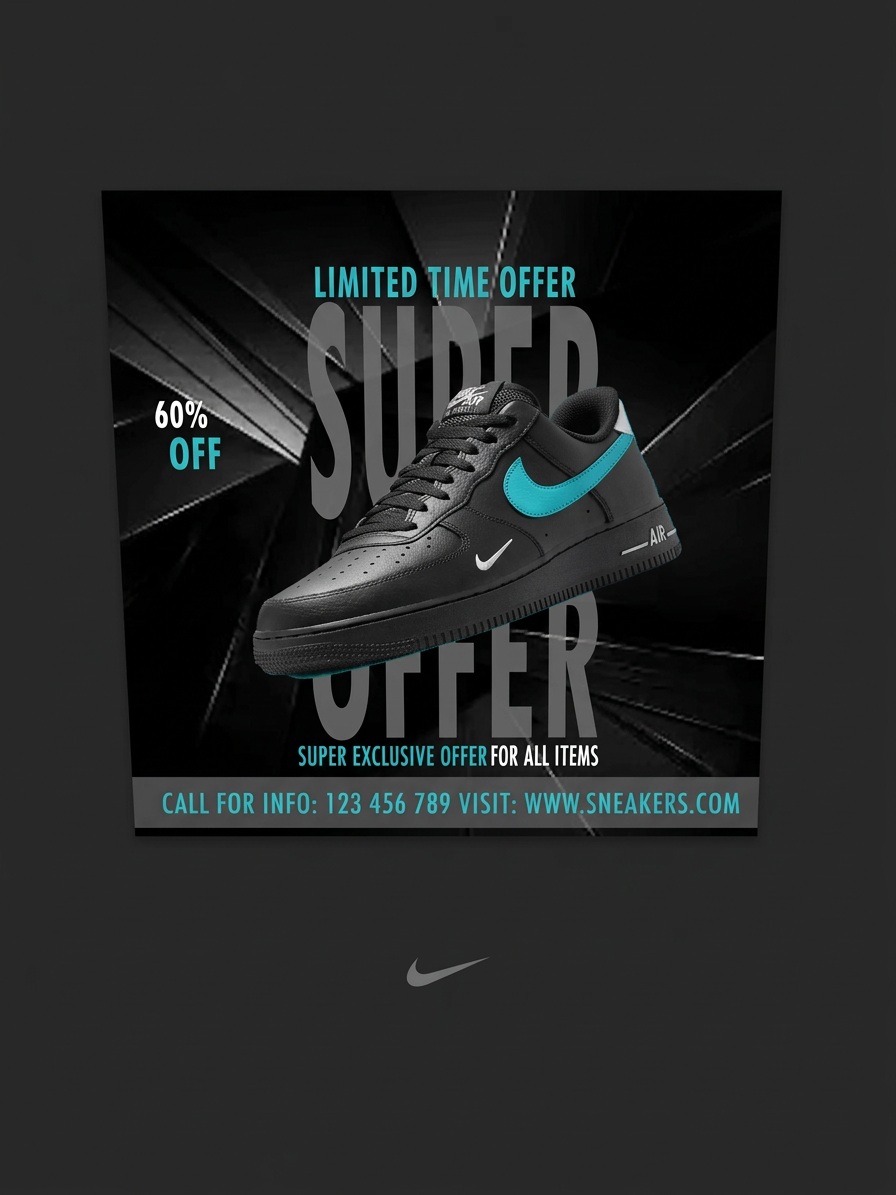 LIMITED TIME OFFER
SUPER
60%
OFF
AIR
OFFER
SUPER EXCLUSIVE OFFER FOR ALL ITEMS
CALL FOR INFO: 123 456 789 VISIT: WWW.SNEAKERS.COM